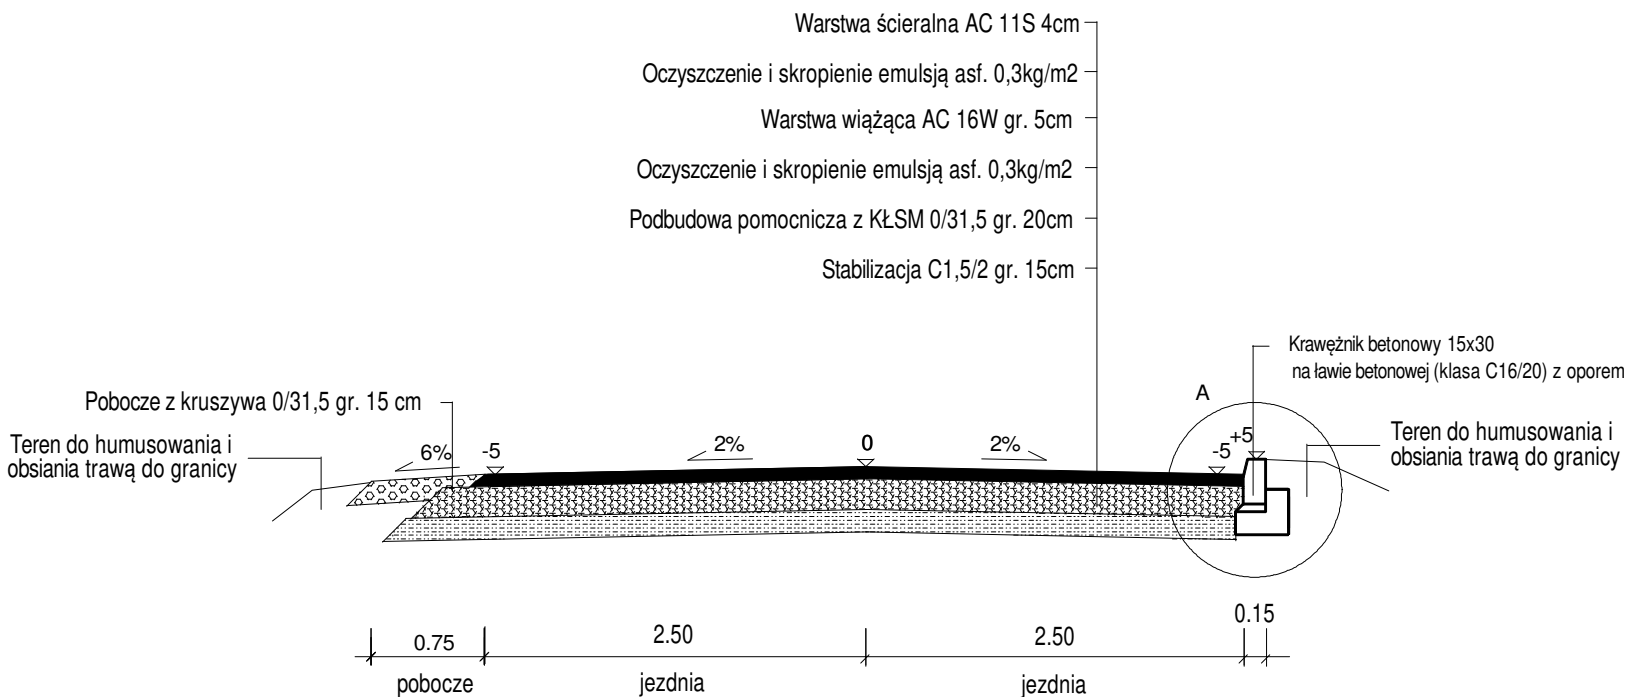 Warstwa ścieralna AC 11S 4cm
Oczyszczenie i skropienie emulsją asf. 0,3kg/m2
Warstwa wiążąca AC 16W gr. 5cm
Oczyszczenie i skropienie emulsją asf. 0,3kg/m2
Podbudowa pomocnicza z KŁSM 0/31,5 gr. 20cm
Stabilizacja C1,5/2 gr. 15cm
Krawężnik betonowy 15x30
na ławie betonowej (klasa C16/20) z oporem
A
Pobocze z kruszywa 0/31,5 gr. 15 cm
Teren do humusowania i
obsiania trawą do granicy
6%
-5
2%
0
2%
-5
+5
Teren do humusowania i
obsiania trawą do granicy
0.75
2.50
2.50
0.15
pobocze
jezdnia
jezdnia